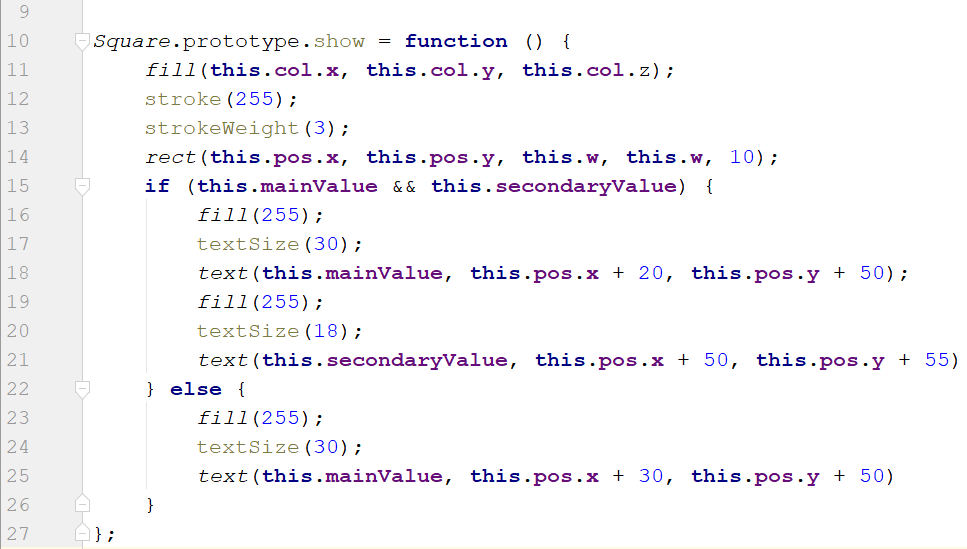 9
10 Square.prototype.show = function () {
11     fill(this.col.x, this.col.y, this.col.z);
12     stroke(255);
13     strokeWeight(3);
14     rect(this.pos.x, this.pos.y, this.w, this.w, 10);
15     if (this.mainValue && this.secondaryValue) {
16         fill(255);
17         textSize(30);
18         text(this.mainValue, this.pos.x + 20, this.pos.y + 50);
19         fill(255);
20         textSize(18);
21         text(this.secondaryValue, this.pos.x + 50, this.pos.y + 55)
22     } else {
23         fill(255);
24         textSize(30);
25         text(this.mainValue, this.pos.x + 30, this.pos.y + 50)
26     }
27 };